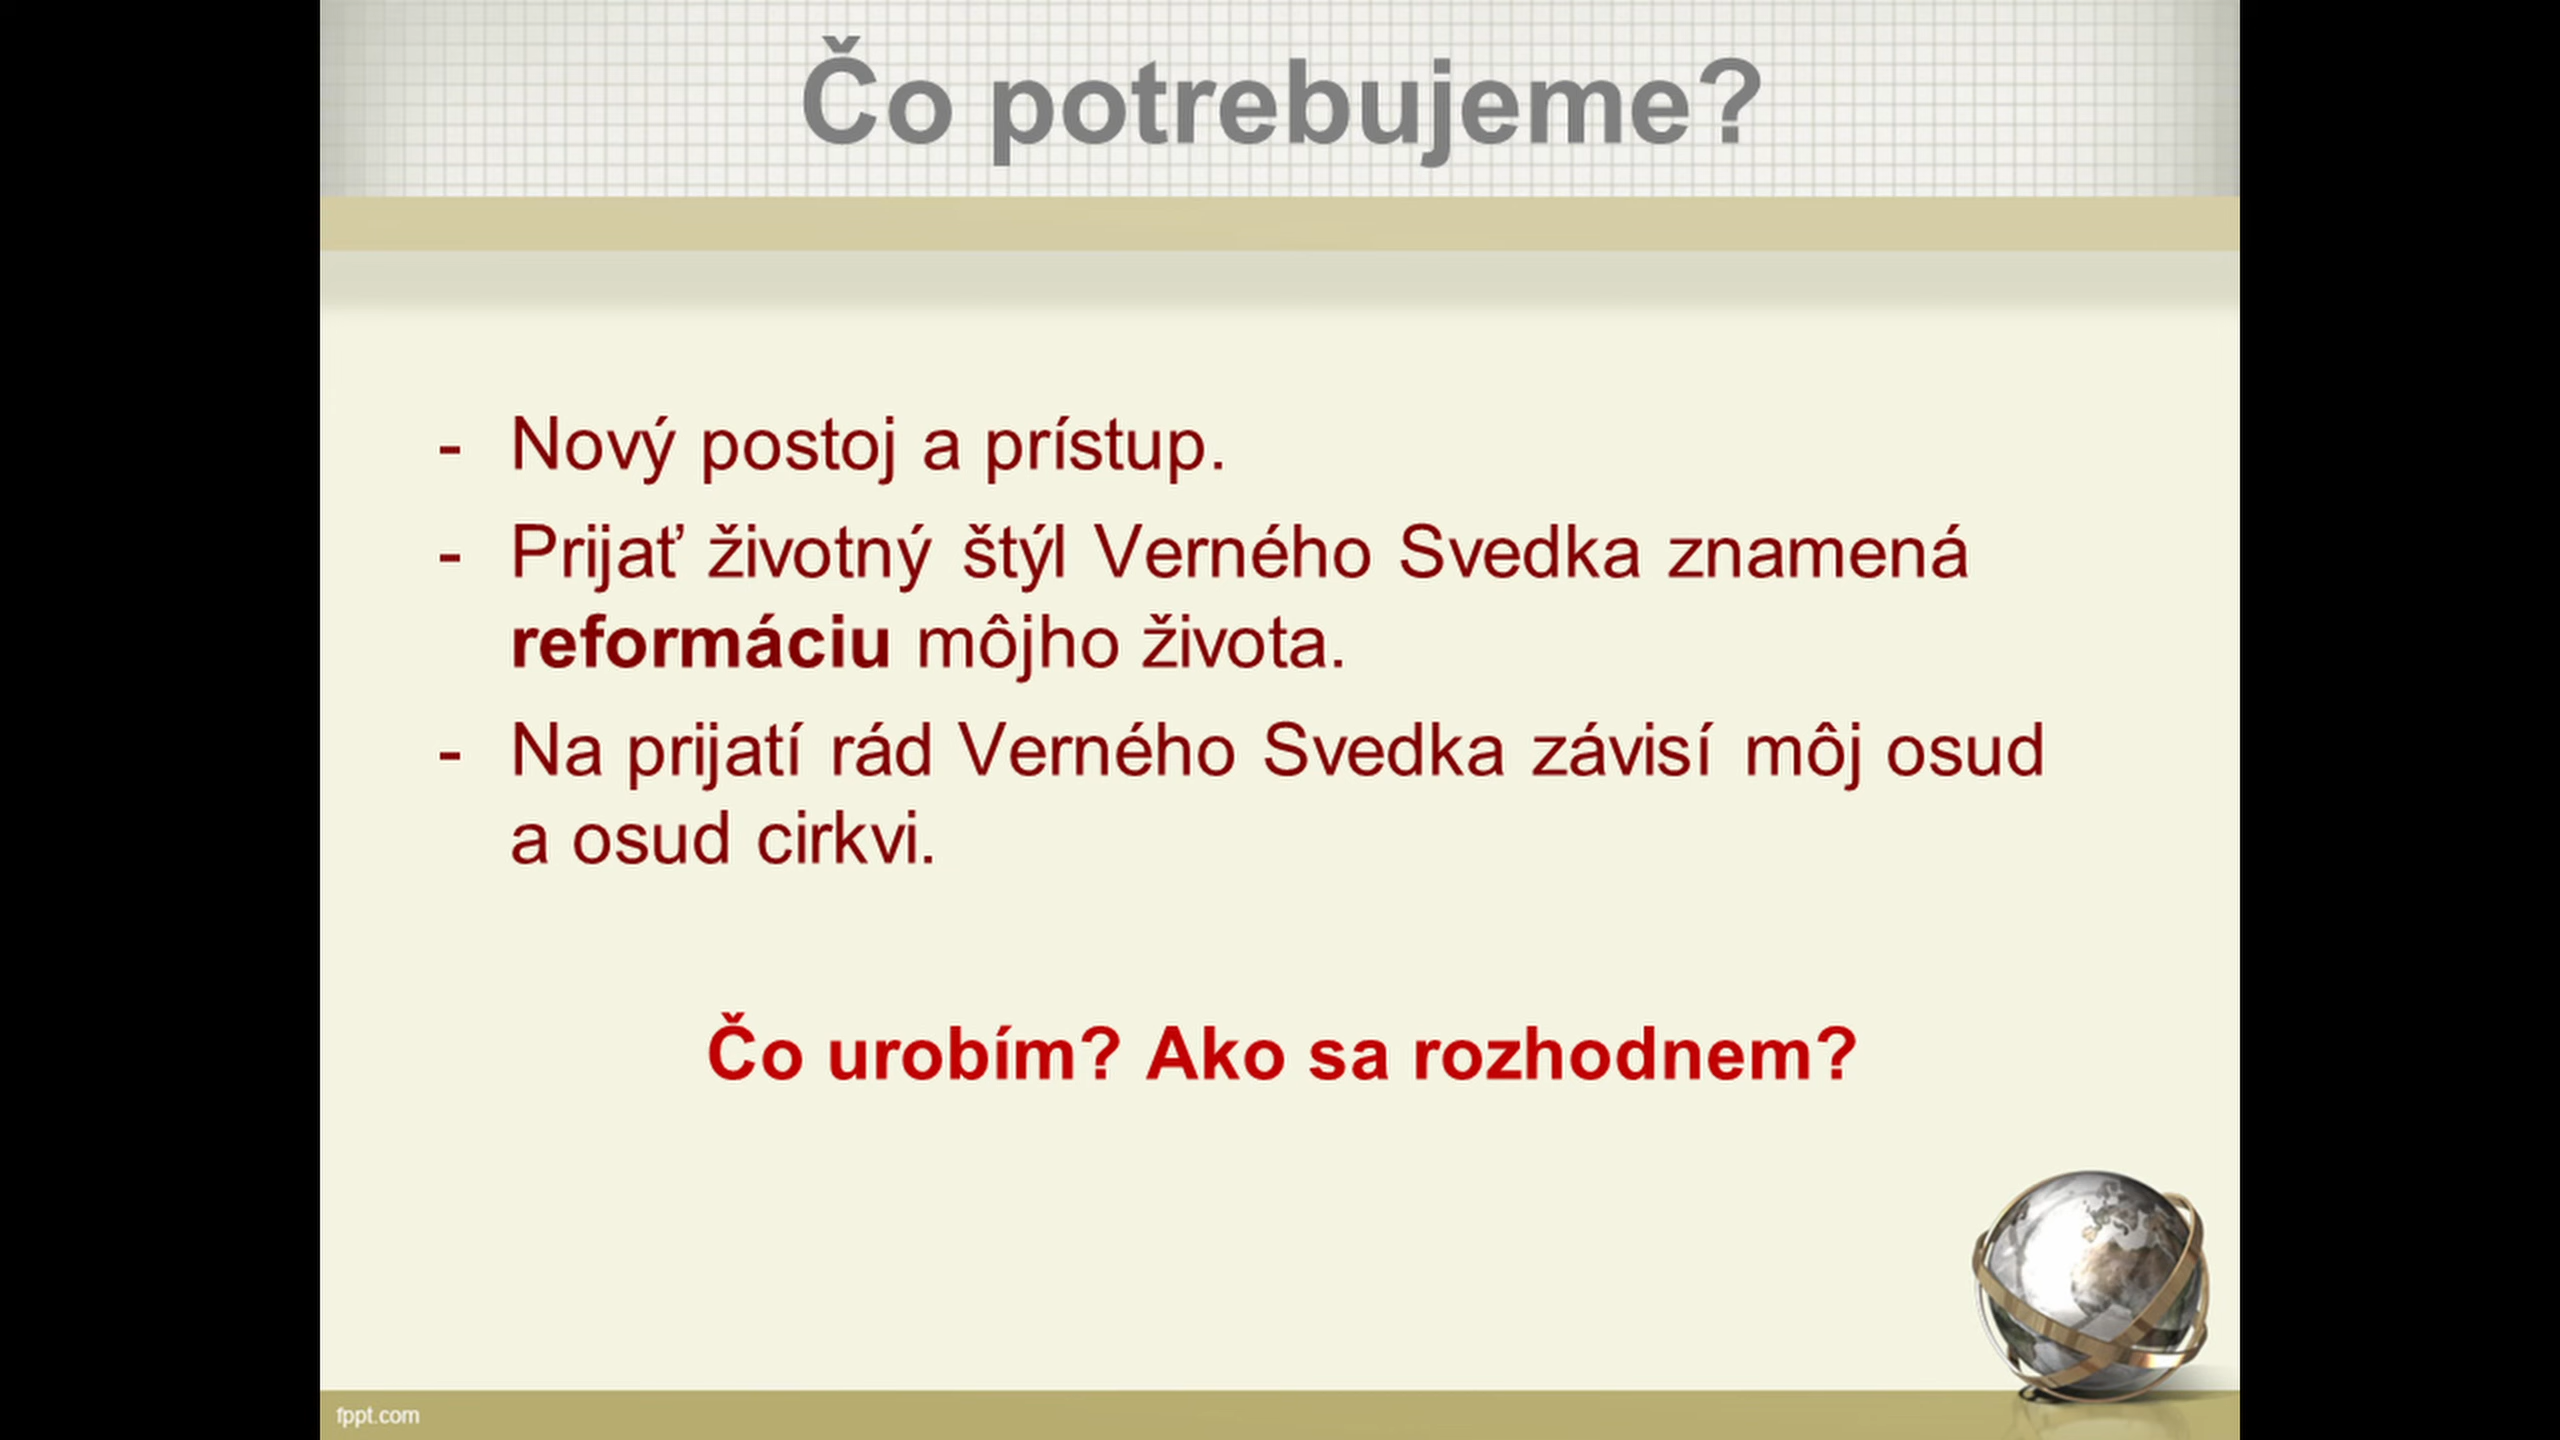 Čo potrebujeme?
- Nový postoj a prístup.
- Prijať životný štýl Verného Svedka znamená
reformáciu môjho života.
- Na prijatí rád Verného Svedka závisí môj osud
a osud cirkvi.
Čo urobím? Ako sa rozhodnem?
fppt.com